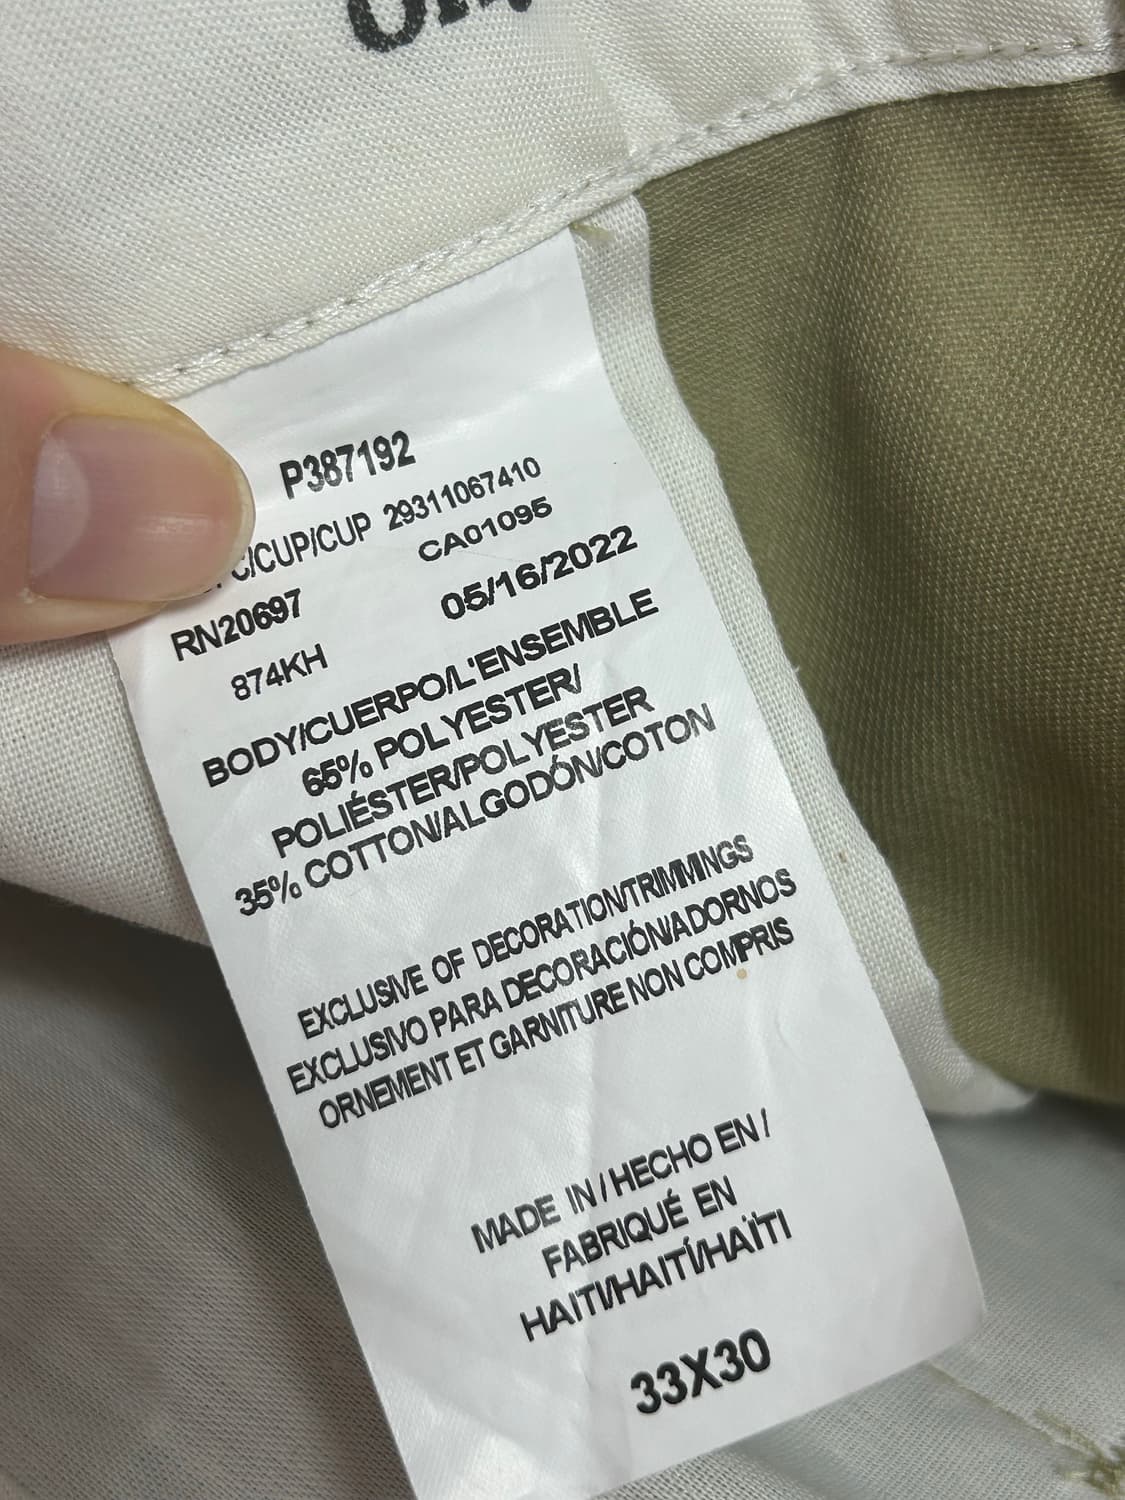 P387192
C/CUP/CUP 29311067410
CA01095
RN20697 05/16/2022
874KH
BODY/CUERPO/L'ENSEMBLE
65% POLYESTER/
POLIÉSTER/POLYESTER
35% COTTON/ALGODÓN/COTON
EXCLUSIVE OF DECORATION/TRIMMINGS
EXCLUSIVO PARA DECORACIÓN/ADORNOS
ORNEMENT ET GARNITURE NON COMPRIS
MADE IN / HECHO EN /
FABRIQUÉ EN
HAITI/HAITÍ/HAÏTI
33X30